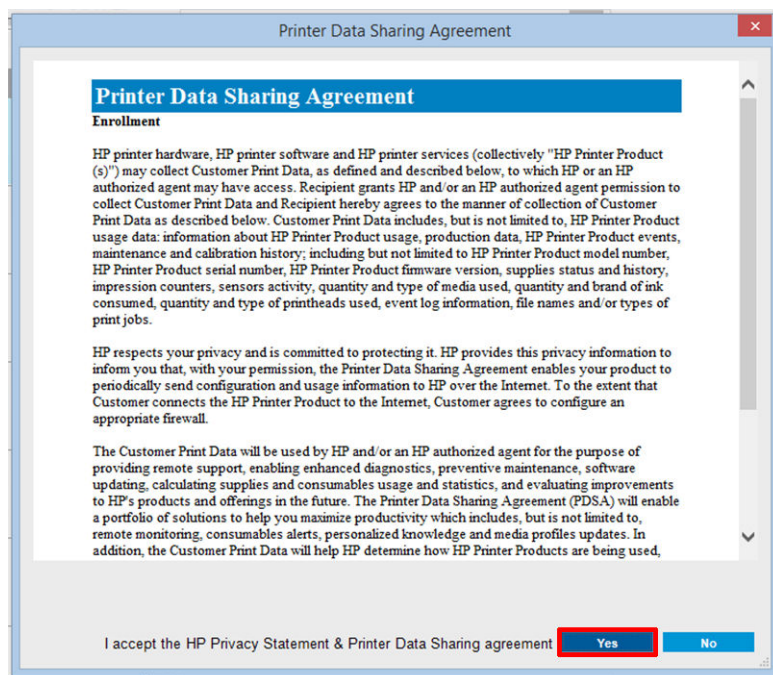 Printer Data Sharing Agreement
Printer Data Sharing Agreement
Enrollment
HP printer hardware, HP printer software and HP printer services (collectively "HP Printer Product
(s)") may collect Customer Print Data, as defined and described below, to which HP or an HP
authorized agent may have access. Recipient grants HP and/or an HP authorized agent permission to
collect Customer Print Data and Recipient hereby agrees to the manner of collection of Customer
Print Data as described below. Customer Print Data includes, but is not limited to, HP Printer Product
usage data: information about HP Printer Product usage, production data, HP Printer Product events,
maintenance and calibration history; including but not limited to HP Printer Product model number,
HP Printer Product serial number, HP Printer Product firmware version, supplies status and history,
impression counters, sensors activity, quantity and type of media used, quantity and brand of ink
consumed, quantity and type of printheads used, event log information, file names and/or types of
print jobs.
HP respects your privacy and is committed to protecting it. HP provides this privacy information to
inform you that, with your permission, the Printer Data Sharing Agreement enables your product to
periodically send configuration and usage information to HP over the Internet. To the extent that
Customer connects the HP Printer Product to the Internet, Customer agrees to configure an
appropriate firewall.
The Customer Print Data will be used by HP and/or an HP authorized agent for the purpose of
providing remote support, enabling enhanced diagnostics, preventive maintenance, software
updating, calculating supplies and consumables usage and statistics, and evaluating improvements
to HP's products and offerings in the future. The Printer Data Sharing Agreement (PDSA) will enable
a portfolio of solutions to help you maximize productivity which includes, but is not limited to,
remote monitoring, consumables alerts, personalized knowledge and media profiles updates. In
addition, the Customer Print Data will help HP determine how HP Printer Products are being used,
I accept the HP Privacy Statement & Printer Data Sharing agreement Yes No